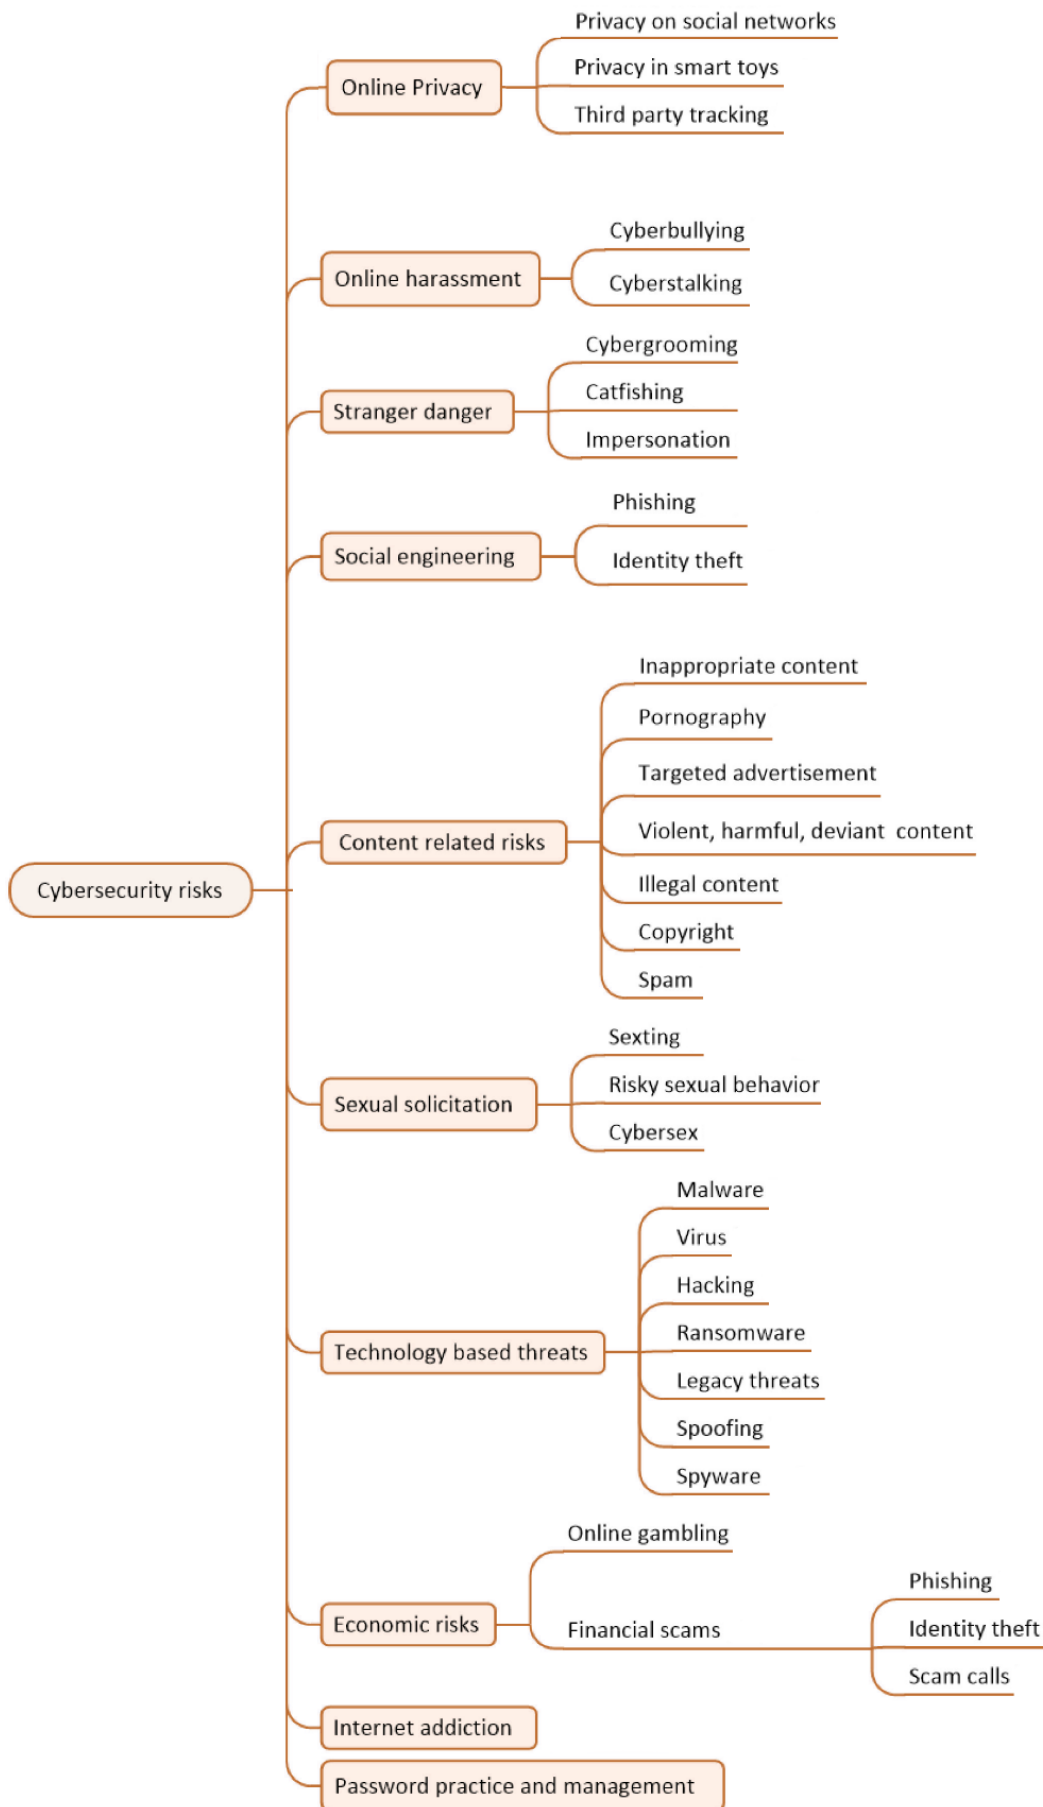 Cybersecurity risks
Online Privacy
Privacy on social networks
Privacy in smart toys
Third party tracking
Online harassment
Cyberbullying
Cyberstalking
Stranger danger
Cybergrooming
Catfishing
Impersonation
Social engineering
Phishing
Identity theft
Content related risks
Inappropriate content
Pornography
Targeted advertisement
Violent, harmful, deviant content
Illegal content
Copyright
Spam
Sexual solicitation
Sexting
Risky sexual behavior
Cybersex
Technology based threats
Malware
Virus
Hacking
Ransomware
Legacy threats
Spoofing
Spyware
Economic risks
Online gambling
Financial scams
Phishing
Identity theft
Scam calls
Internet addiction
Password practice and management